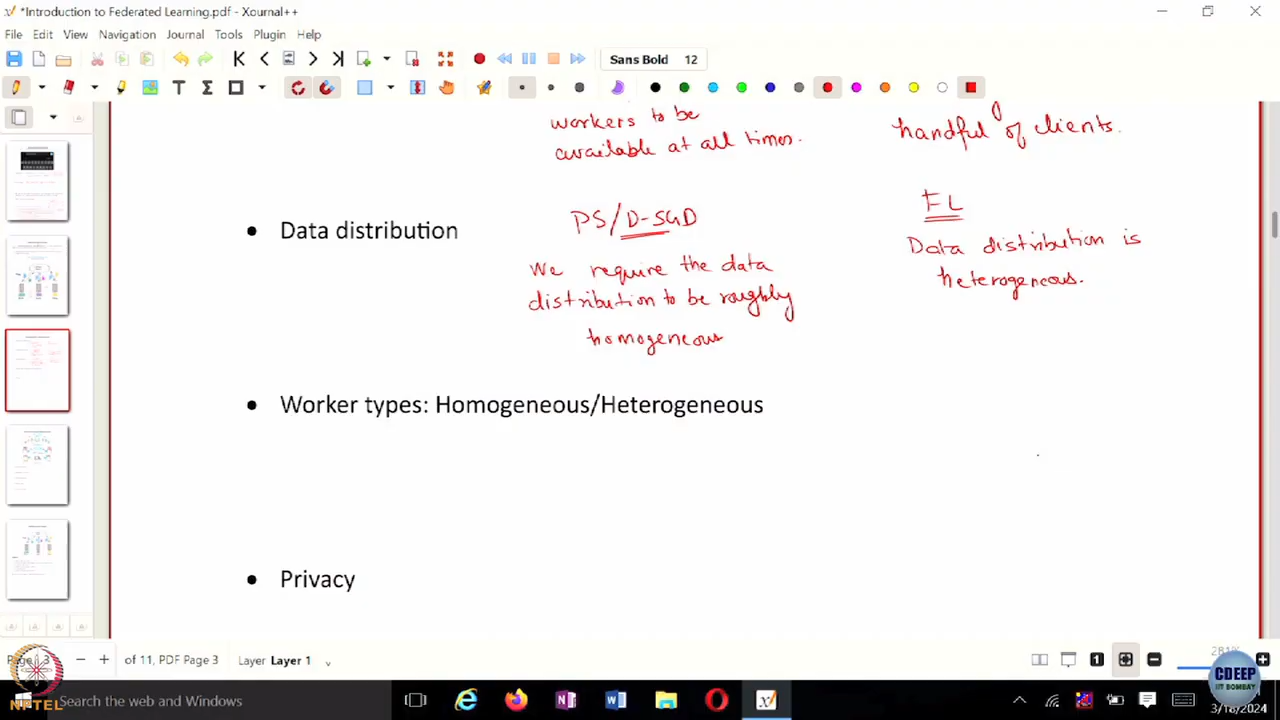 *Introduction to Federated Learning.pdf - Xournal++
File Edit View Navigation Journal Tools Plugin Help
Sans Bold 12
workers to be
available at all times.
handful of clients.
Data distribution
PS/D-SGD
FL
We require the data
distribution to be roughly
homogeneous
Data distribution is
heterogeneous.
Worker types: Homogeneous/Heterogeneous
Privacy
of 11, PDF Page 3
Layer Layer 1
281%
Search the web and Windows
NPTEL
CDEEP
IIT BOMBAY
3/18/2024